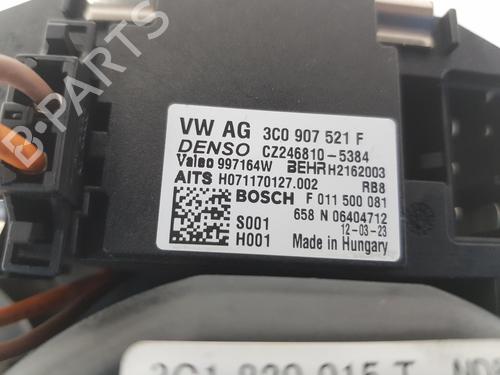 VW AG 3C0 907 521 F
DENSO CZ246810-5384
Valeo 997164W BEHR H2162003
AITS H071170127.002 RB8
BOSCH F 011 500 081
658 N 06404712
S001 12-03-23
H001 Made in Hungary
B-PARTS